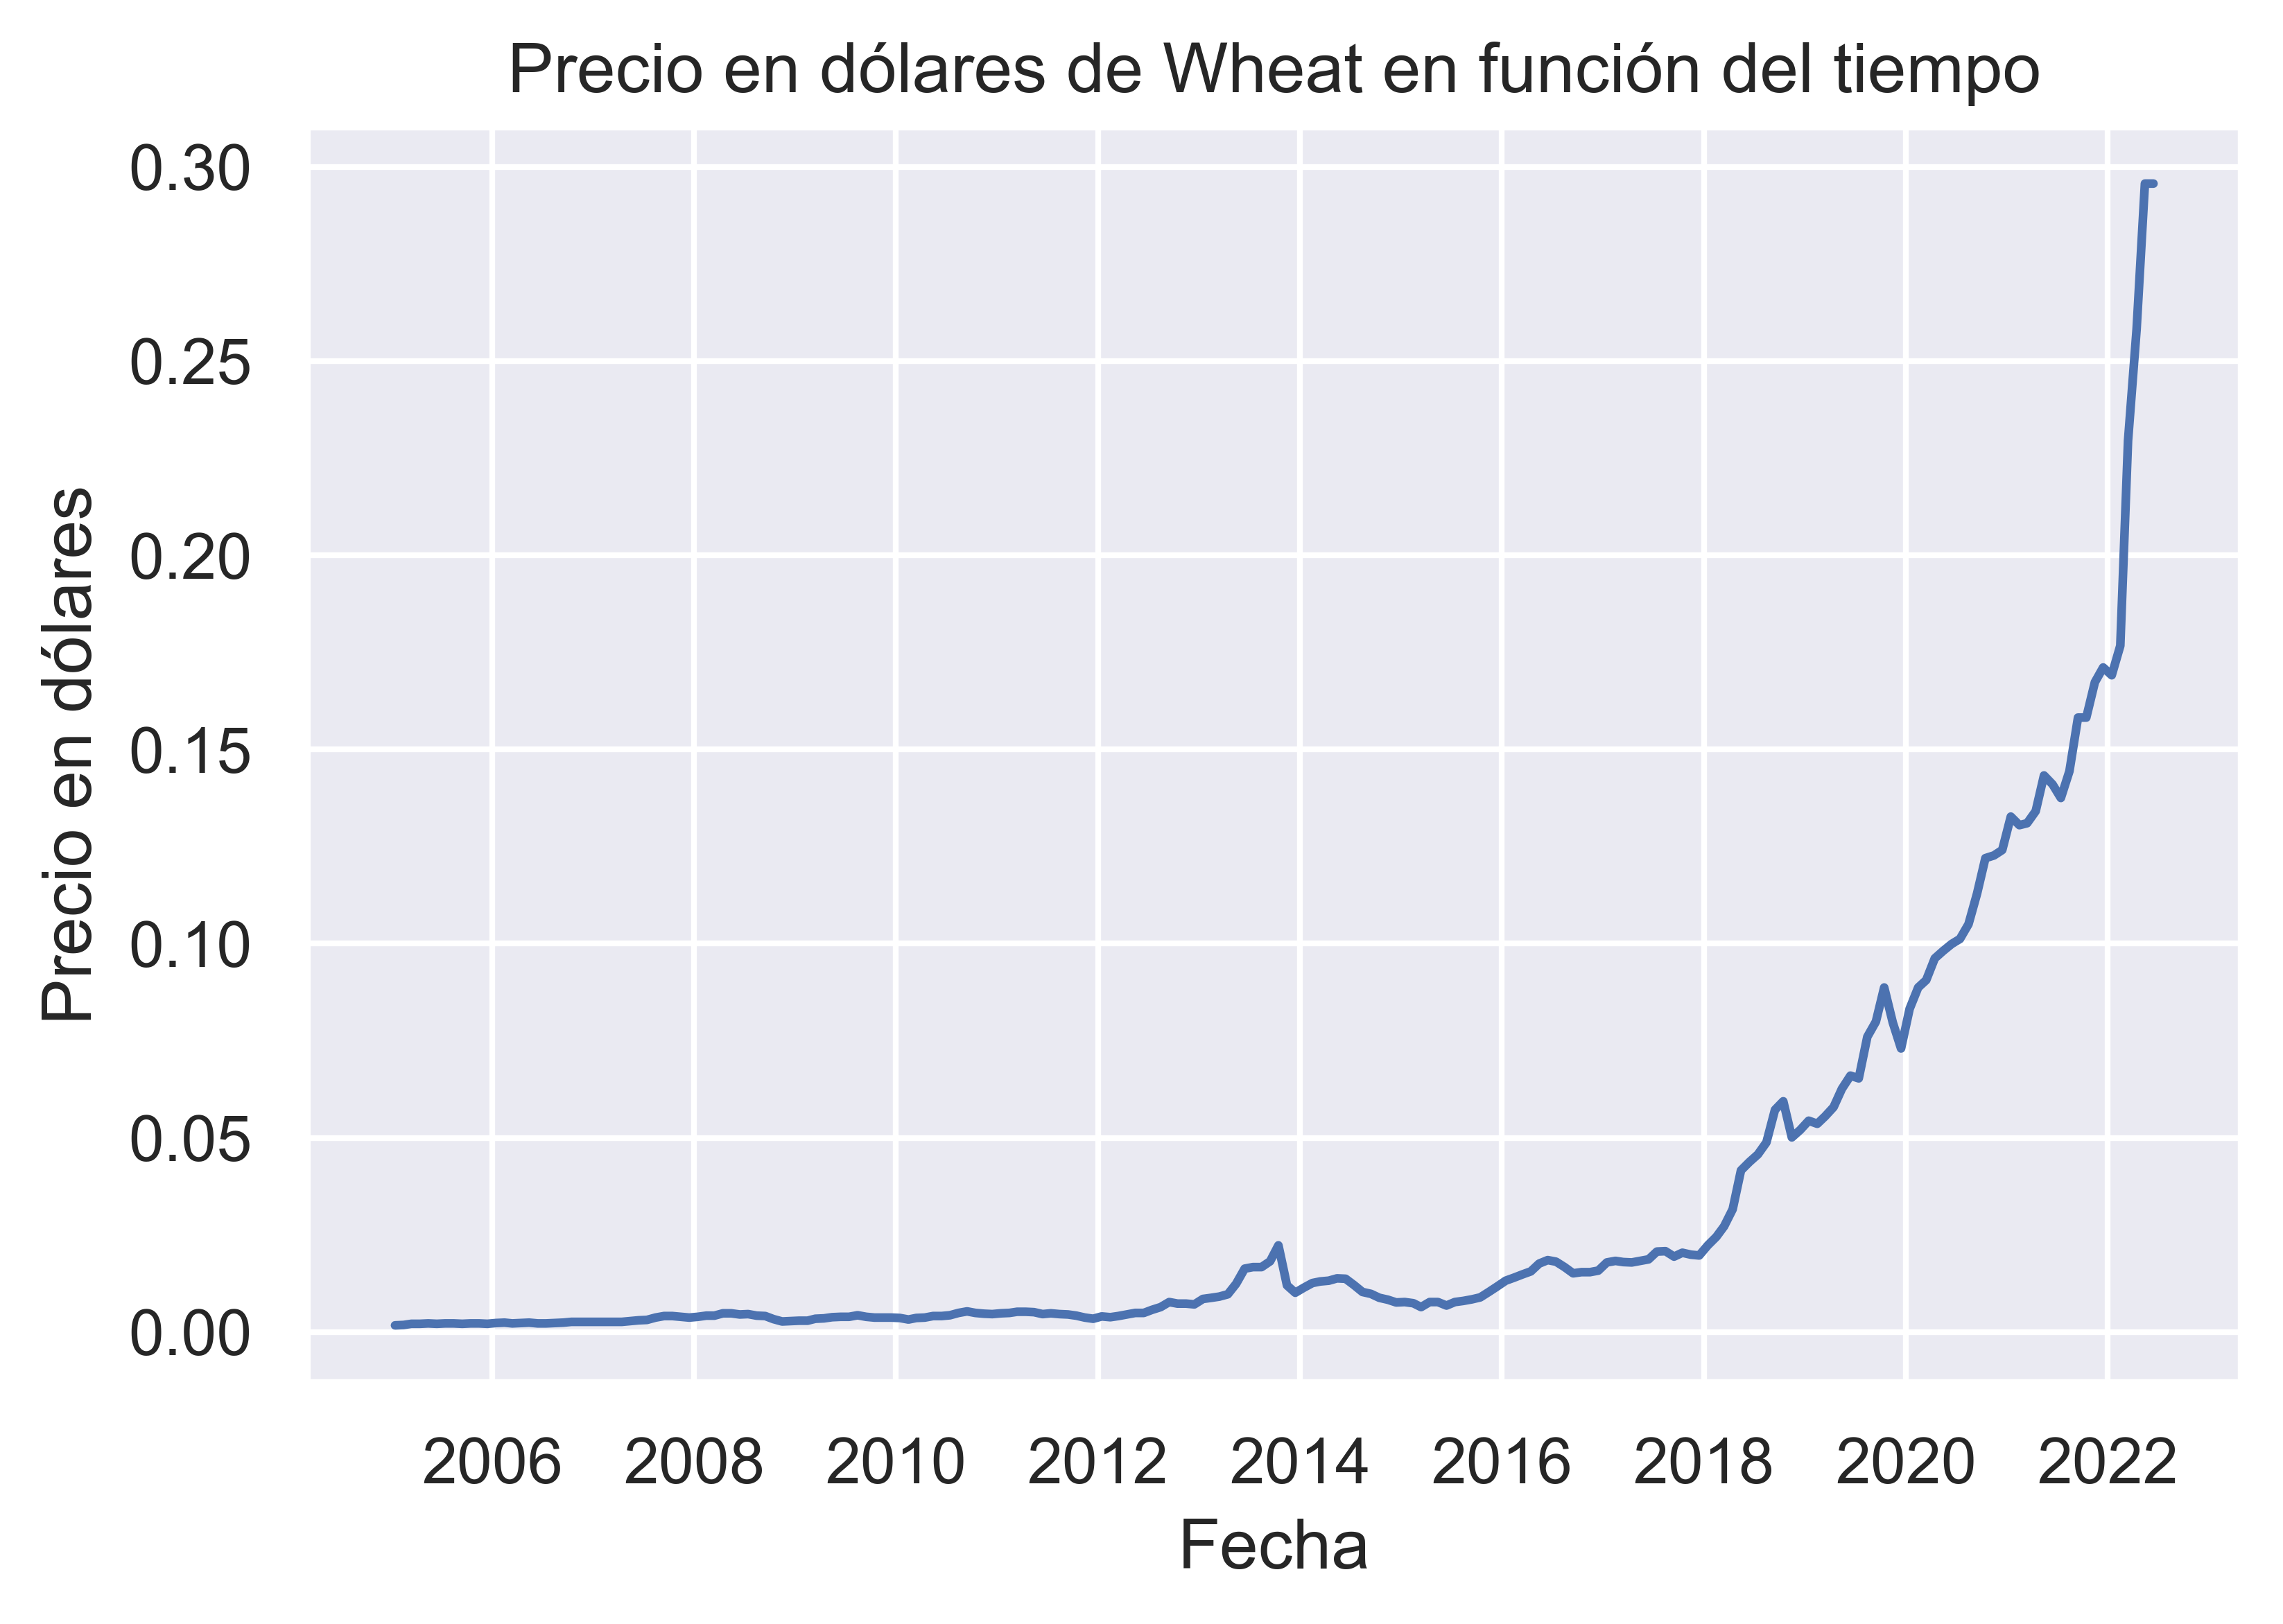 Precio en dólares de Wheat en función del tiempo
0.30
0.25
0.20
0.15
0.10
0.05
0.00
Precio en dólares
2006 2008 2010 2012 2014 2016 2018 2020 2022
Fecha